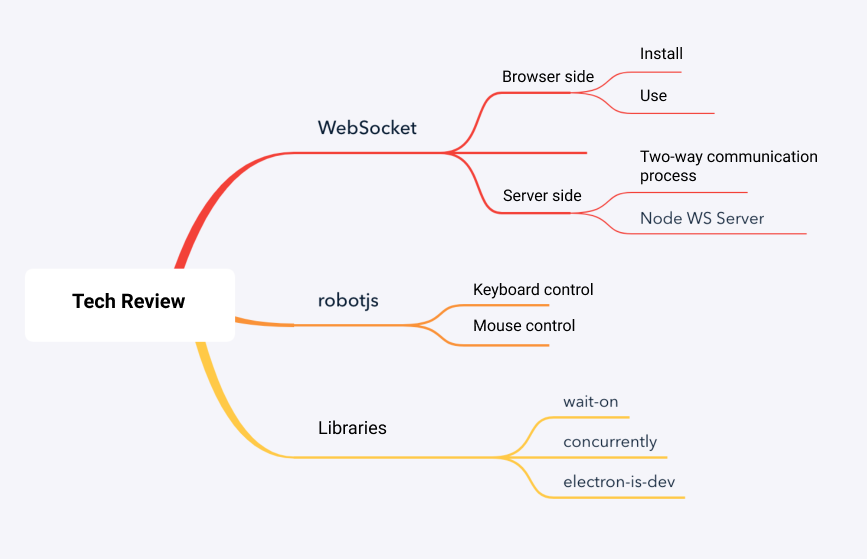 Tech Review
WebSocket
Browser side
Install
Use
Server side
Two-way communication
process
Node WS Server
robotjs
Keyboard control
Mouse control
Libraries
wait-on
concurrently
electron-is-dev